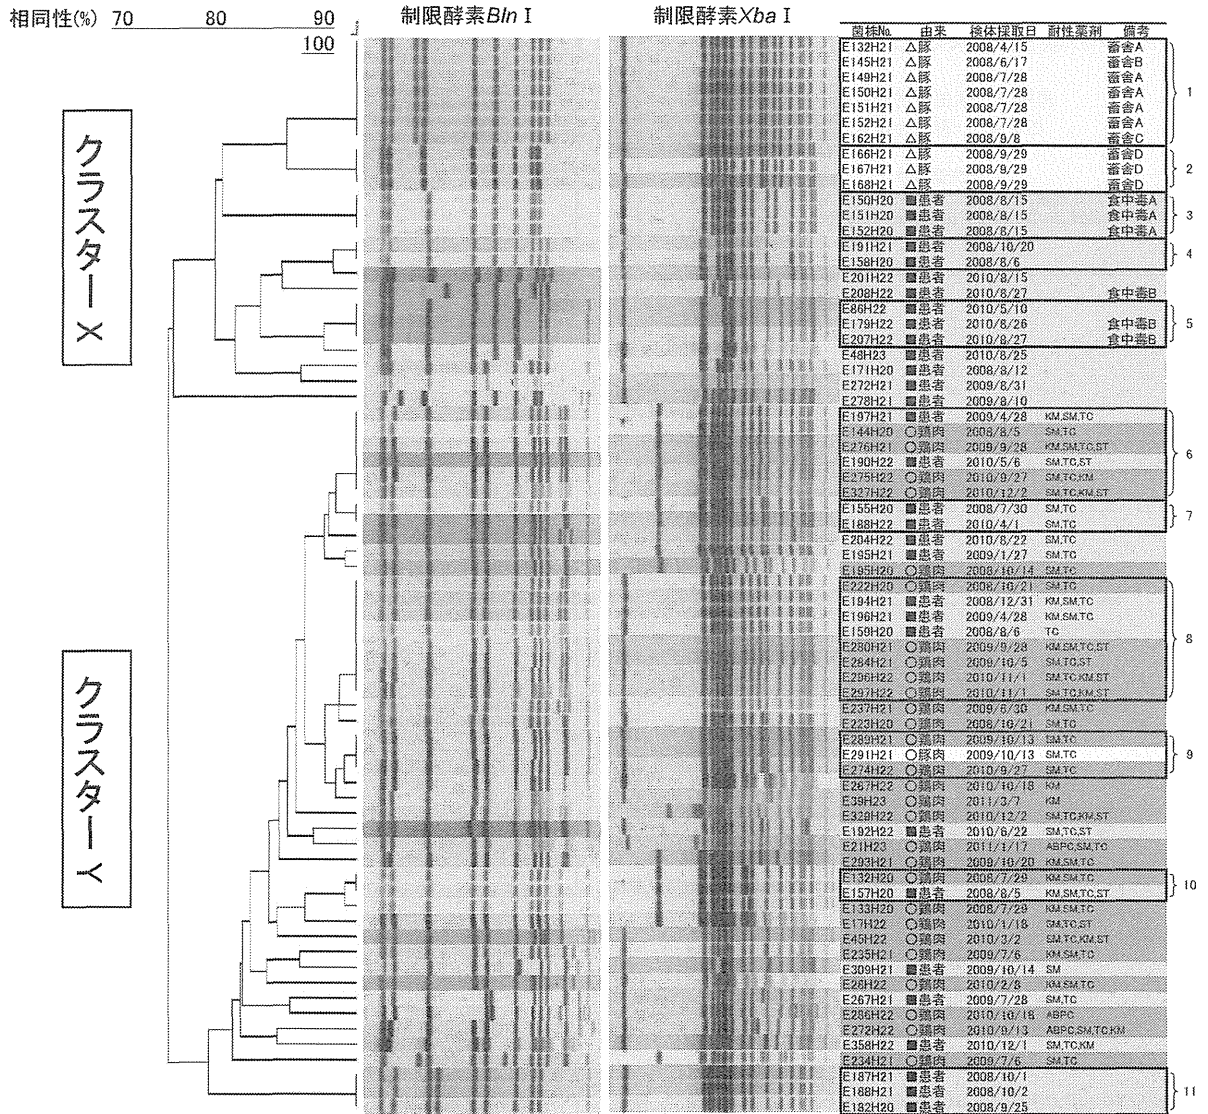 相同性(%) 70 80 90 100
制限酵素Bln I 制限酵素Xba I
菌株No. 由来 検体採取日 耐性薬剤 備考
クラスターX
クラスターY
E132H21 △豚 2008/4/15 畜舎A
E145H21 △豚 2008/6/17 畜舎B
E149H21 △豚 2008/7/28 畜舎A
E150H21 △豚 2008/7/28 畜舎A
E151H21 △豚 2008/7/28 畜舎A
E152H21 △豚 2008/7/28 畜舎A
E162H21 △豚 2008/9/8 畜舎C
1
E166H21 △豚 2008/9/29 畜舎D
E167H21 △豚 2008/9/29 畜舎D
E168H21 △豚 2008/9/29 畜舎D
2
E150H20 ■患者 2008/8/15 食中毒A
E151H20 ■患者 2008/8/15 食中毒A
E152H20 ■患者 2008/8/15 食中毒A
3
E191H21 ■患者 2008/10/20
E158H20 ■患者 2008/8/6
4
E201H22 ■患者 2010/8/15
E208H22 ■患者 2010/8/27 食中毒B
E86H22 ■患者 2010/5/10
E179H22 ■患者 2010/8/26 食中毒B
E207H22 ■患者 2010/8/27 食中毒B
5
E48H23 ■患者 2010/8/25
E171H20 ■患者 2008/8/12
E272H21 ■患者 2009/8/31
E278H21 ■患者 2009/8/10
E197H21 ■患者 2009/4/28 KM,SM,TC
E144H20 ○鶏肉 2008/8/5 SM,TC
E276H21 ○鶏肉 2009/9/28 KM,SM,TC,ST
E190H22 ■患者 2010/5/6 SM,TC,ST
E275H22 ○鶏肉 2010/9/27 SM,TC,KM
E327H22 ○鶏肉 2010/12/2 SM,TC,KM,ST
6
E155H20 ■患者 2008/7/30 SM,TC
E188H22 ■患者 2010/4/1 SM,TC
7
E204H22 ■患者 2010/8/22 SM,TC
E195H21 ■患者 2009/1/27 SM,TC
E195H20 ○鶏肉 2008/10/14 SM,TC
E222H20 ○鶏肉 2008/10/21 SM,TC
E194H21 ■患者 2008/12/31 KM,SM,TC
E196H21 ■患者 2009/4/28 KM,SM,TC
E159H20 ■患者 2008/8/6 TC
E280H21 ○鶏肉 2009/9/28 KM,SM,TC,ST
E284H21 ○鶏肉 2009/10/5 SM,TC,ST
E296H22 ○鶏肉 2010/11/1 SM,TC,KM,ST
E297H22 ○鶏肉 2010/11/1 SM,TC,KM,ST
8
E237H21 ○鶏肉 2009/6/30 KM,SM,TC
E223H20 ○鶏肉 2008/10/21 SM,TC
E289H21 ○鶏肉 2009/10/13 SM,TC
E291H21 ○豚肉 2009/10/13 SM,TC
E274H22 ○鶏肉 2010/9/27 SM,TC
9
E267H22 ○鶏肉 2010/10/18 KM
E39H23 ○鶏肉 2011/3/7 KM
E329H22 ○鶏肉 2010/12/2 SM,TC,KM,ST
E192H22 ■患者 2010/6/22 SM,TC,ST
E21H23 ○鶏肉 2011/1/17 ABPC,SM,TC
E293H21 ○鶏肉 2009/10/20 KM,SM,TC
E132H20 ○鶏肉 2008/7/29 KM,SM,TC
E157H20 ■患者 2008/8/5 KM,SM,TC,ST
10
E133H20 ○鶏肉 2008/7/29 KM,SM,TC
E17H22 ○鶏肉 2010/1/18 SM,TC,ST
E45H22 ○鶏肉 2010/3/2 SM,TC,KM,ST
E235H21 ○鶏肉 2009/7/6 KM,SM,TC
E309H21 ■患者 2009/10/14 SM
E26H22 ○鶏肉 2010/2/8 KM,SM,TC
E267H21 ■患者 2009/7/28 SM,TC
E286H22 ○鶏肉 2010/10/18 ABPC
E272H22 ○鶏肉 2010/9/13 ABPC,SM,TC,KM
E358H22 ■患者 2010/12/1 SM,TC,KM
E234H21 ○鶏肉 2009/7/6 SM,TC
E187H21 ■患者 2008/10/1
E188H21 ■患者 2008/10/2
E182H20 ■患者 2008/9/25
11